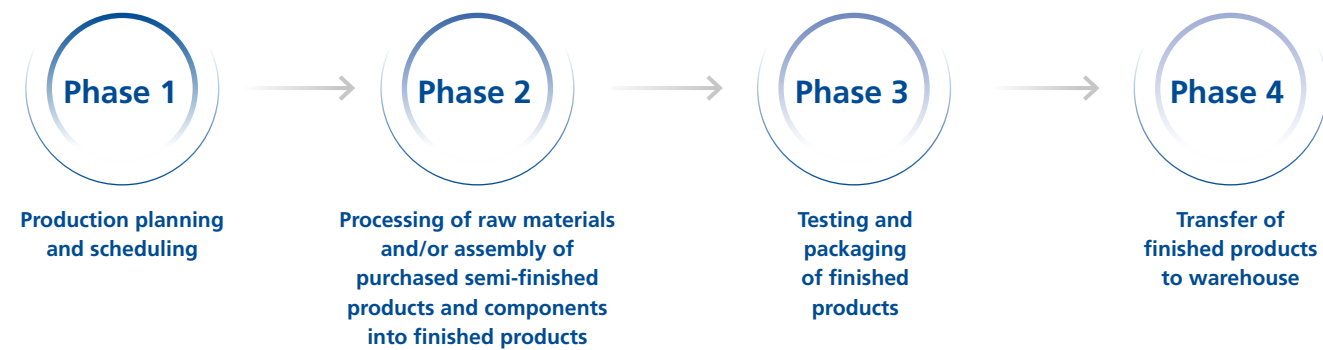 Phase 1
Phase 2
Phase 3
Phase 4
Production planning
and scheduling
Processing of raw materials
and/or assembly of
purchased semi-finished
products and components
into finished products
Testing and
packaging
of finished
products
Transfer of
finished products
to warehouse